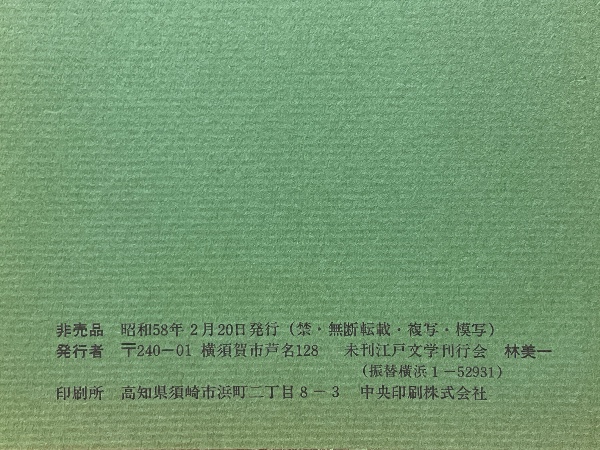 非売品 昭和58年2月20日発行(禁・無断転載・複写・模写)
発行者 〒240-01 横須賀市芦名128 未刊江戸文学刊行会 林美一
(振替横浜1-52931)
印刷所 高知県須崎市浜町二丁目8-3 中央印刷株式会社